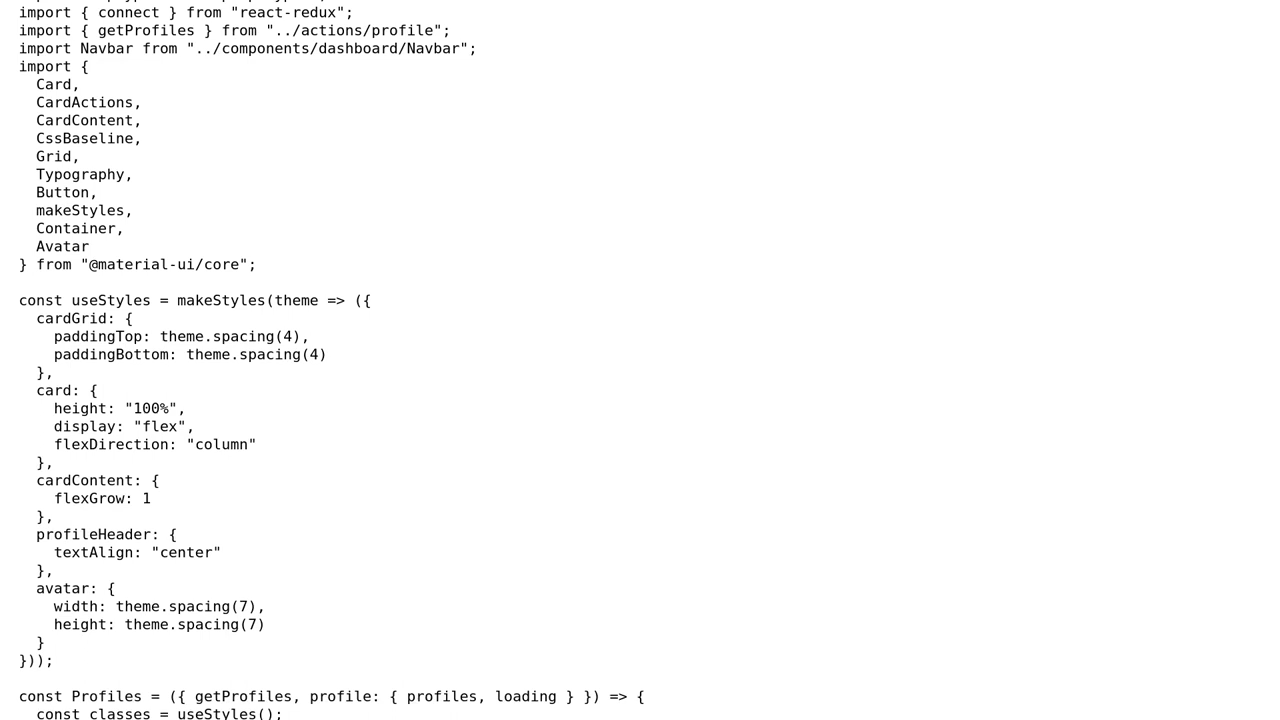 import { connect } from "react-redux";
import { getProfiles } from "../actions/profile";
import Navbar from "../components/dashboard/Navbar";
import {
  Card,
  CardActions,
  CardContent,
  CssBaseline,
  Grid,
  Typography,
  Button,
  makeStyles,
  Container,
  Avatar
} from "@material-ui/core";

const useStyles = makeStyles(theme => ({
  cardGrid: {
    paddingTop: theme.spacing(4),
    paddingBottom: theme.spacing(4)
  },
  card: {
    height: "100%",
    display: "flex",
    flexDirection: "column"
  },
  cardContent: {
    flexGrow: 1
  },
  profileHeader: {
    textAlign: "center"
  },
  avatar: {
    width: theme.spacing(7),
    height: theme.spacing(7)
  }
}));

const Profiles = ({ getProfiles, profile: { profiles, loading } }) => {
  const classes = useStyles();